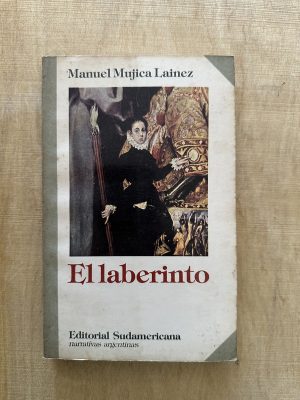 Manuel Mujica Lainez
El laberinto
Editorial Sudamericana
narrativas argentinas